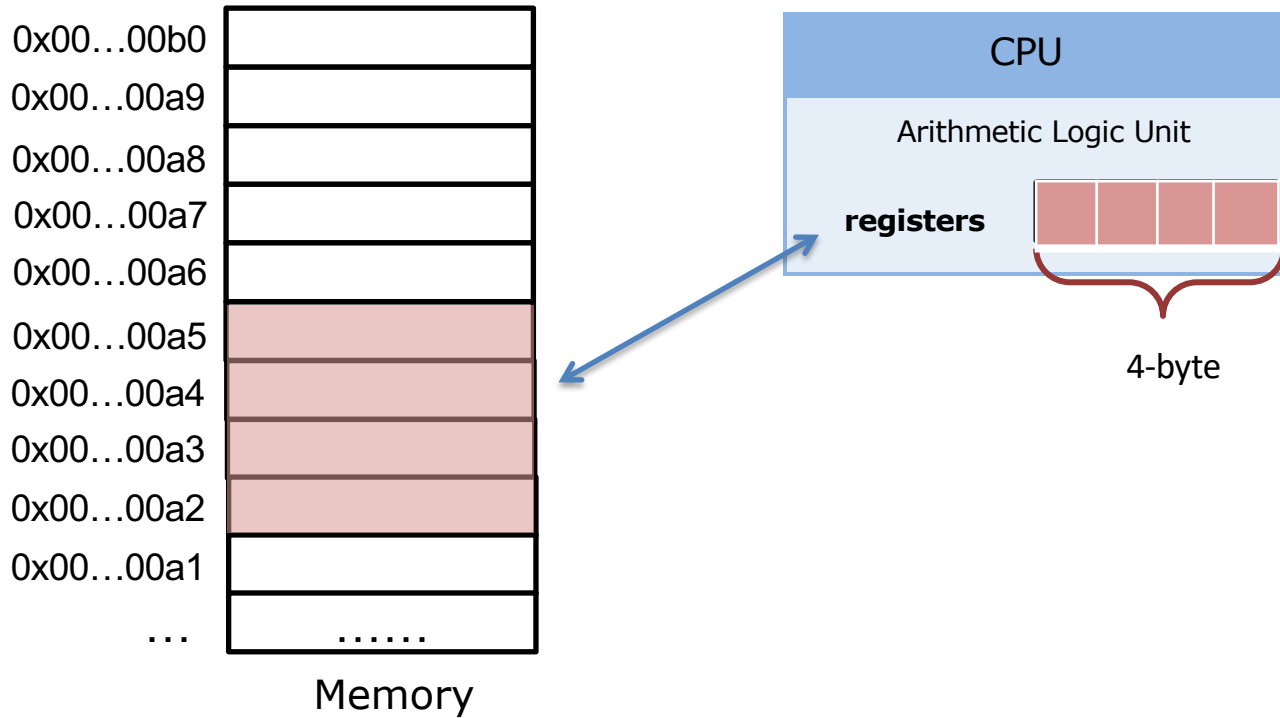 0x00…00b0
0x00…00a9
0x00…00a8
0x00…00a7
0x00…00a6
0x00…00a5
0x00…00a4
0x00…00a3
0x00…00a2
0x00…00a1
…
……
Memory
CPU
Arithmetic Logic Unit
registers
4-byte